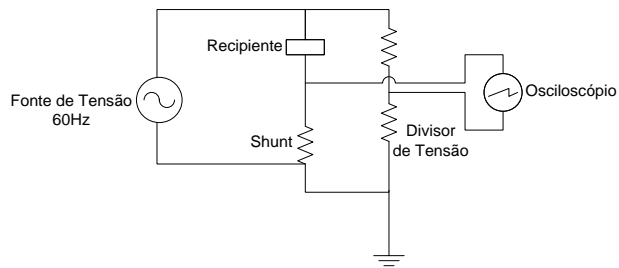 Recipiente
Fonte de Tensão
60Hz
Osciloscópio
Shunt
Divisor
de Tensão